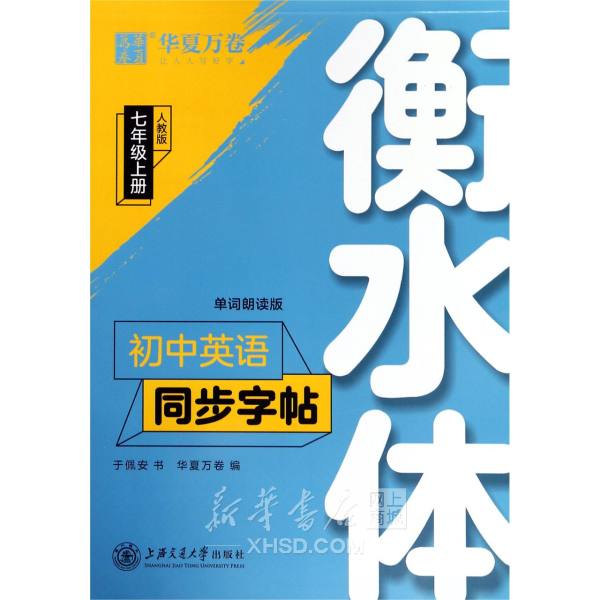 华夏万卷
让人人写好字
七年级上册
人教版
衡水体
单词朗读版
初中英语
同步字帖
于佩安 书 华夏万卷 编
新华书店
网上商城
XHSD.COM
上海交通大学出版社
SHANGHAI JIAO TONG UNIVERSITY PRESS